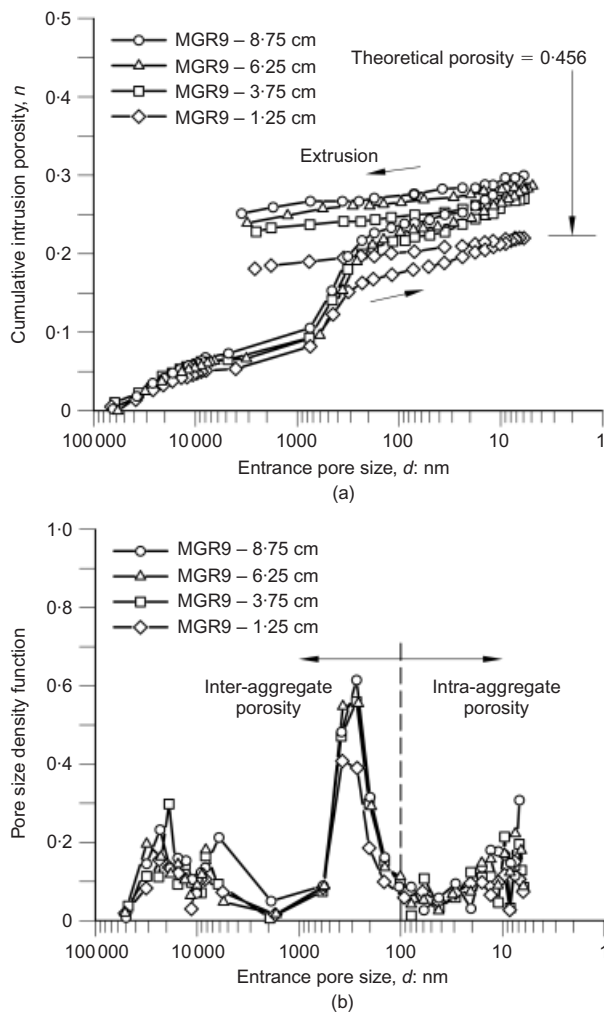 0·5
0·4
0·3
0·2
0·1
0
Cumulative intrusion porosity, n
MGR9 – 8·75 cm
MGR9 – 6·25 cm
MGR9 – 3·75 cm
MGR9 – 1·25 cm
Theoretical porosity = 0·456
Extrusion
100 000 10 000 1000 100 10 1
Entrance pore size, d: nm
(a)
1·0
0·8
0·6
0·4
0·2
0
Pore size density function
MGR9 – 8·75 cm
MGR9 – 6·25 cm
MGR9 – 3·75 cm
MGR9 – 1·25 cm
Inter-aggregate
porosity
Intra-aggregate
porosity
100 000 10 000 1000 100 10 1
Entrance pore size, d: nm
(b)